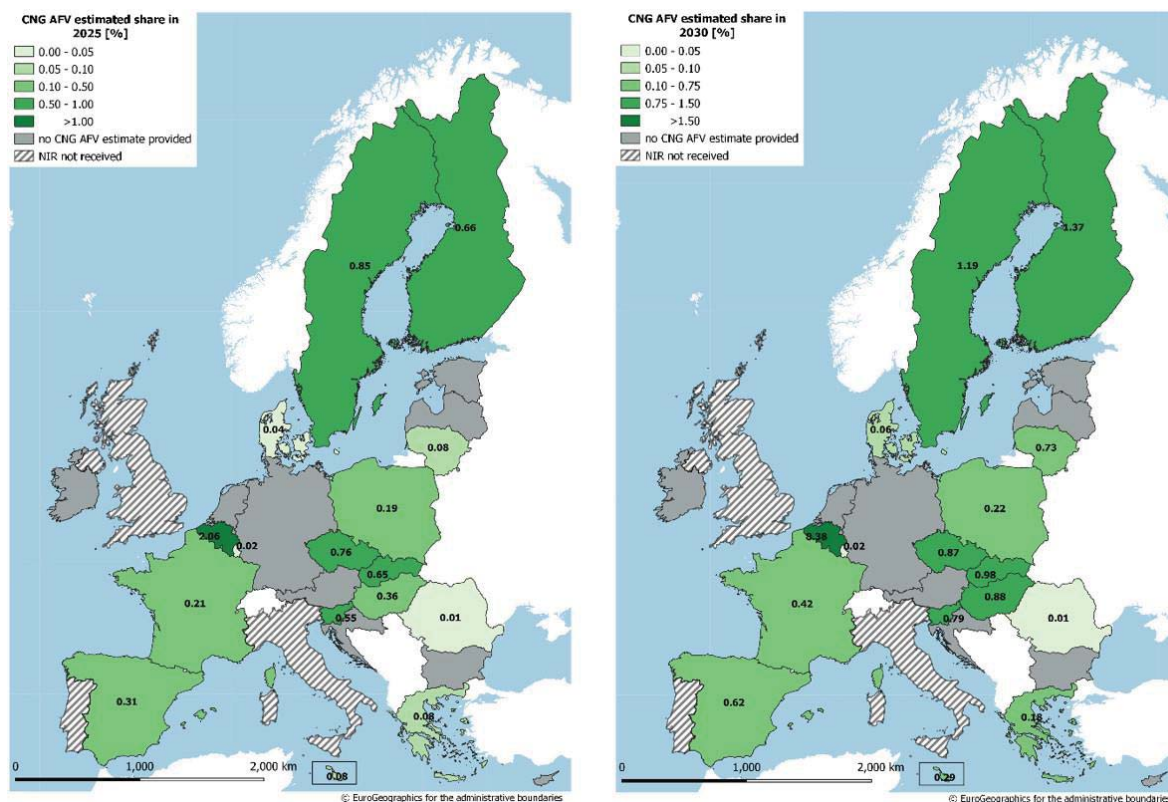 CNG AFV estimated share in
2025 [%]
0.00 - 0.05
0.05 - 0.10
0.10 - 0.50
0.50 - 1.00
>1.00
no CNG AFV estimate provided
NIR not received
0.66
0.85
0.04
0.08
0.19
2.06
0.02
0.76
0.65
0.36
0.21
0.55
0.01
0.31
0.08
0.08
0
1,000
2,000 km
© EuroGeographics for the administrative boundaries
CNG AFV estimated share in
2030 [%]
0.00 - 0.05
0.05 - 0.10
0.10 - 0.75
0.75 - 1.50
>1.50
no CNG AFV estimate provided
NIR not received
1.37
1.19
0.06
0.73
0.22
8.38
0.02
0.87
0.98
0.88
0.42
0.79
0.01
0.62
0.18
0.29
0
1,000
2,000 km
© EuroGeographics for the administrative boundaries